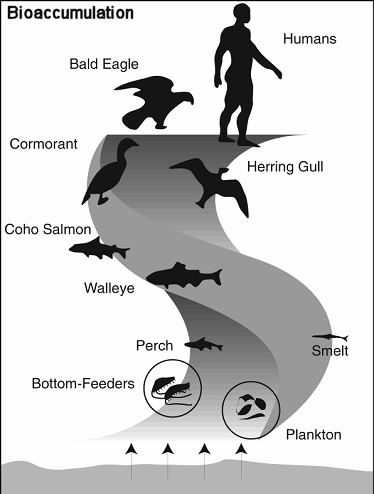 Bioaccumulation
Humans
Bald Eagle
Cormorant
Herring Gull
Coho Salmon
Walleye
Perch
Smelt
Bottom-Feeders
Plankton